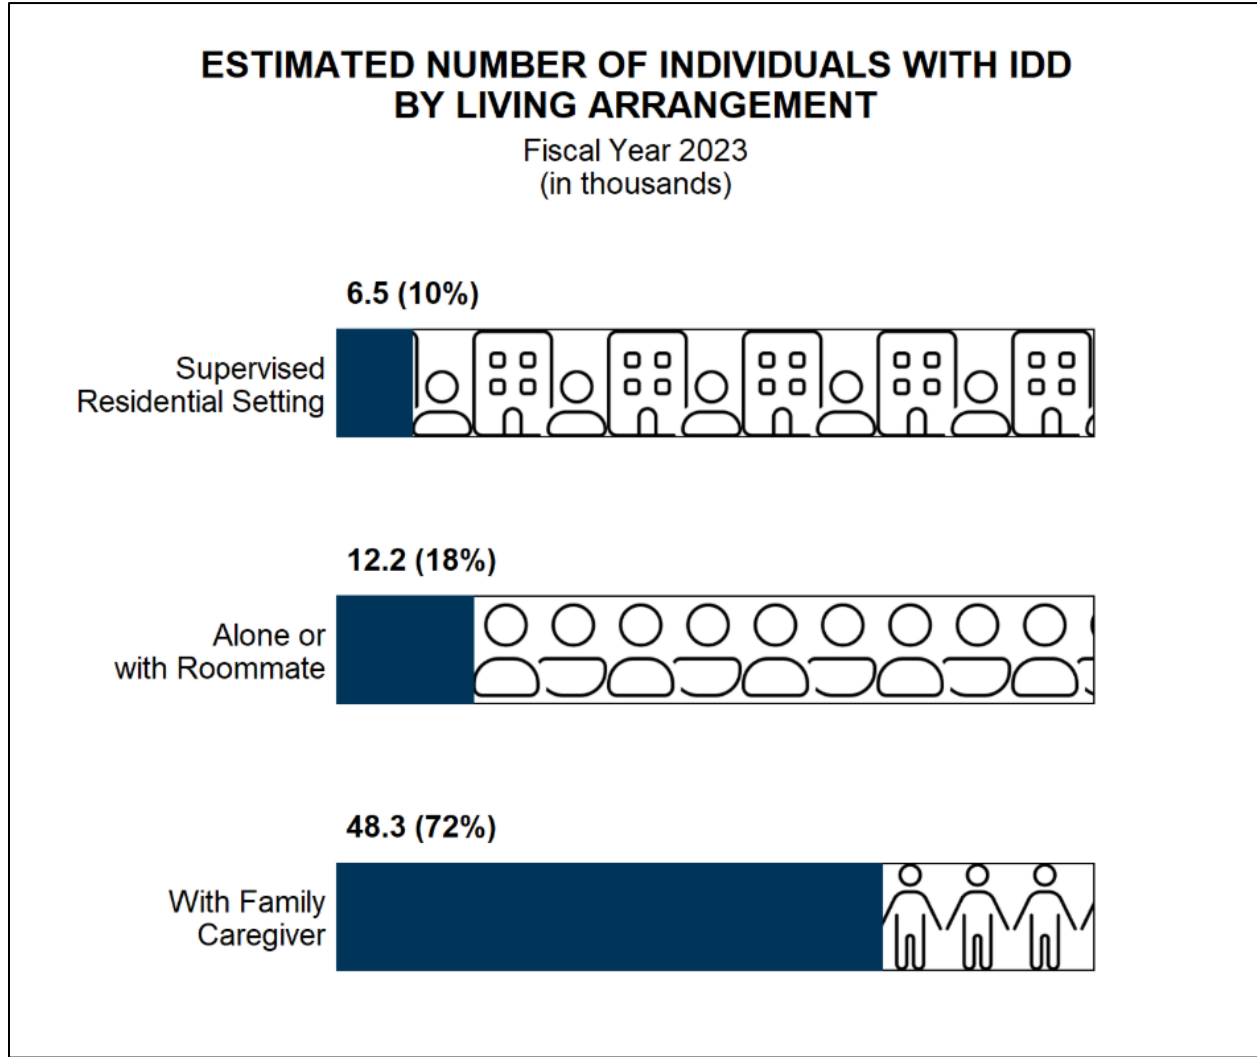 ESTIMATED NUMBER OF INDIVIDUALS WITH IDD
BY LIVING ARRANGEMENT
Fiscal Year 2023
(in thousands)
6.5 (10%)
Supervised
Residential Setting
12.2 (18%)
Alone or
with Roommate
48.3 (72%)
With Family
Caregiver